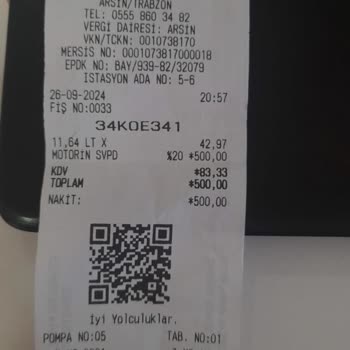 ARSİN/TRABZON
TEL: 0555 860 34 82
VERGİ DAİRESİ: ARSIN
VKN/TCKN: 0010738170
MERSIS NO: 0001073817000018
EPDK NO: BAY/939-82/32079
İSTASYON ADA NO: 5-6
26-09-2024 20:57
FİŞ NO:0033
34KOE341
11,64 LT X 42,97
MOTORİN SVPD %20 *500,00
KDV *83,33
TOPLAM *500,00
NAKİT: *500,00
İyi Yolculuklar.
POMPA NO:05 TAB. NO:01